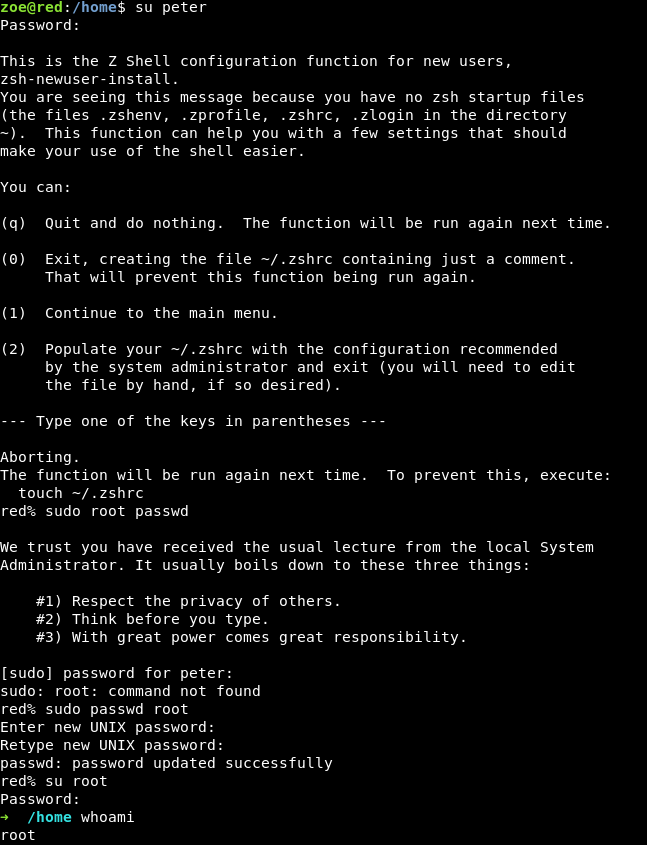 zoe@red:/home$ su peter
Password:
This is the Z Shell configuration function for new users,
zsh-newuser-install.
You are seeing this message because you have no zsh startup files
(the files .zshenv, .zprofile, .zshrc, .zlogin in the directory
~).  This function can help you with a few settings that should
make your use of the shell easier.
You can:
(q)  Quit and do nothing.  The function will be run again next time.
(0)  Exit, creating the file ~/.zshrc containing just a comment.
     That will prevent this function being run again.
(1)  Continue to the main menu.
(2)  Populate your ~/.zshrc with the configuration recommended
     by the system administrator and exit (you will need to edit
     the file by hand, if so desired).
--- Type one of the keys in parentheses ---
Aborting.
The function will be run again next time.  To prevent this, execute:
  touch ~/.zshrc
red% sudo root passwd
We trust you have received the usual lecture from the local System
Administrator. It usually boils down to these three things:
    #1) Respect the privacy of others.
    #2) Think before you type.
    #3) With great power comes great responsibility.
[sudo] password for peter:
sudo: root: command not found
red% sudo passwd root
Enter new UNIX password:
Retype new UNIX password:
passwd: password updated successfully
red% su root
Password:
➜  /home whoami
root